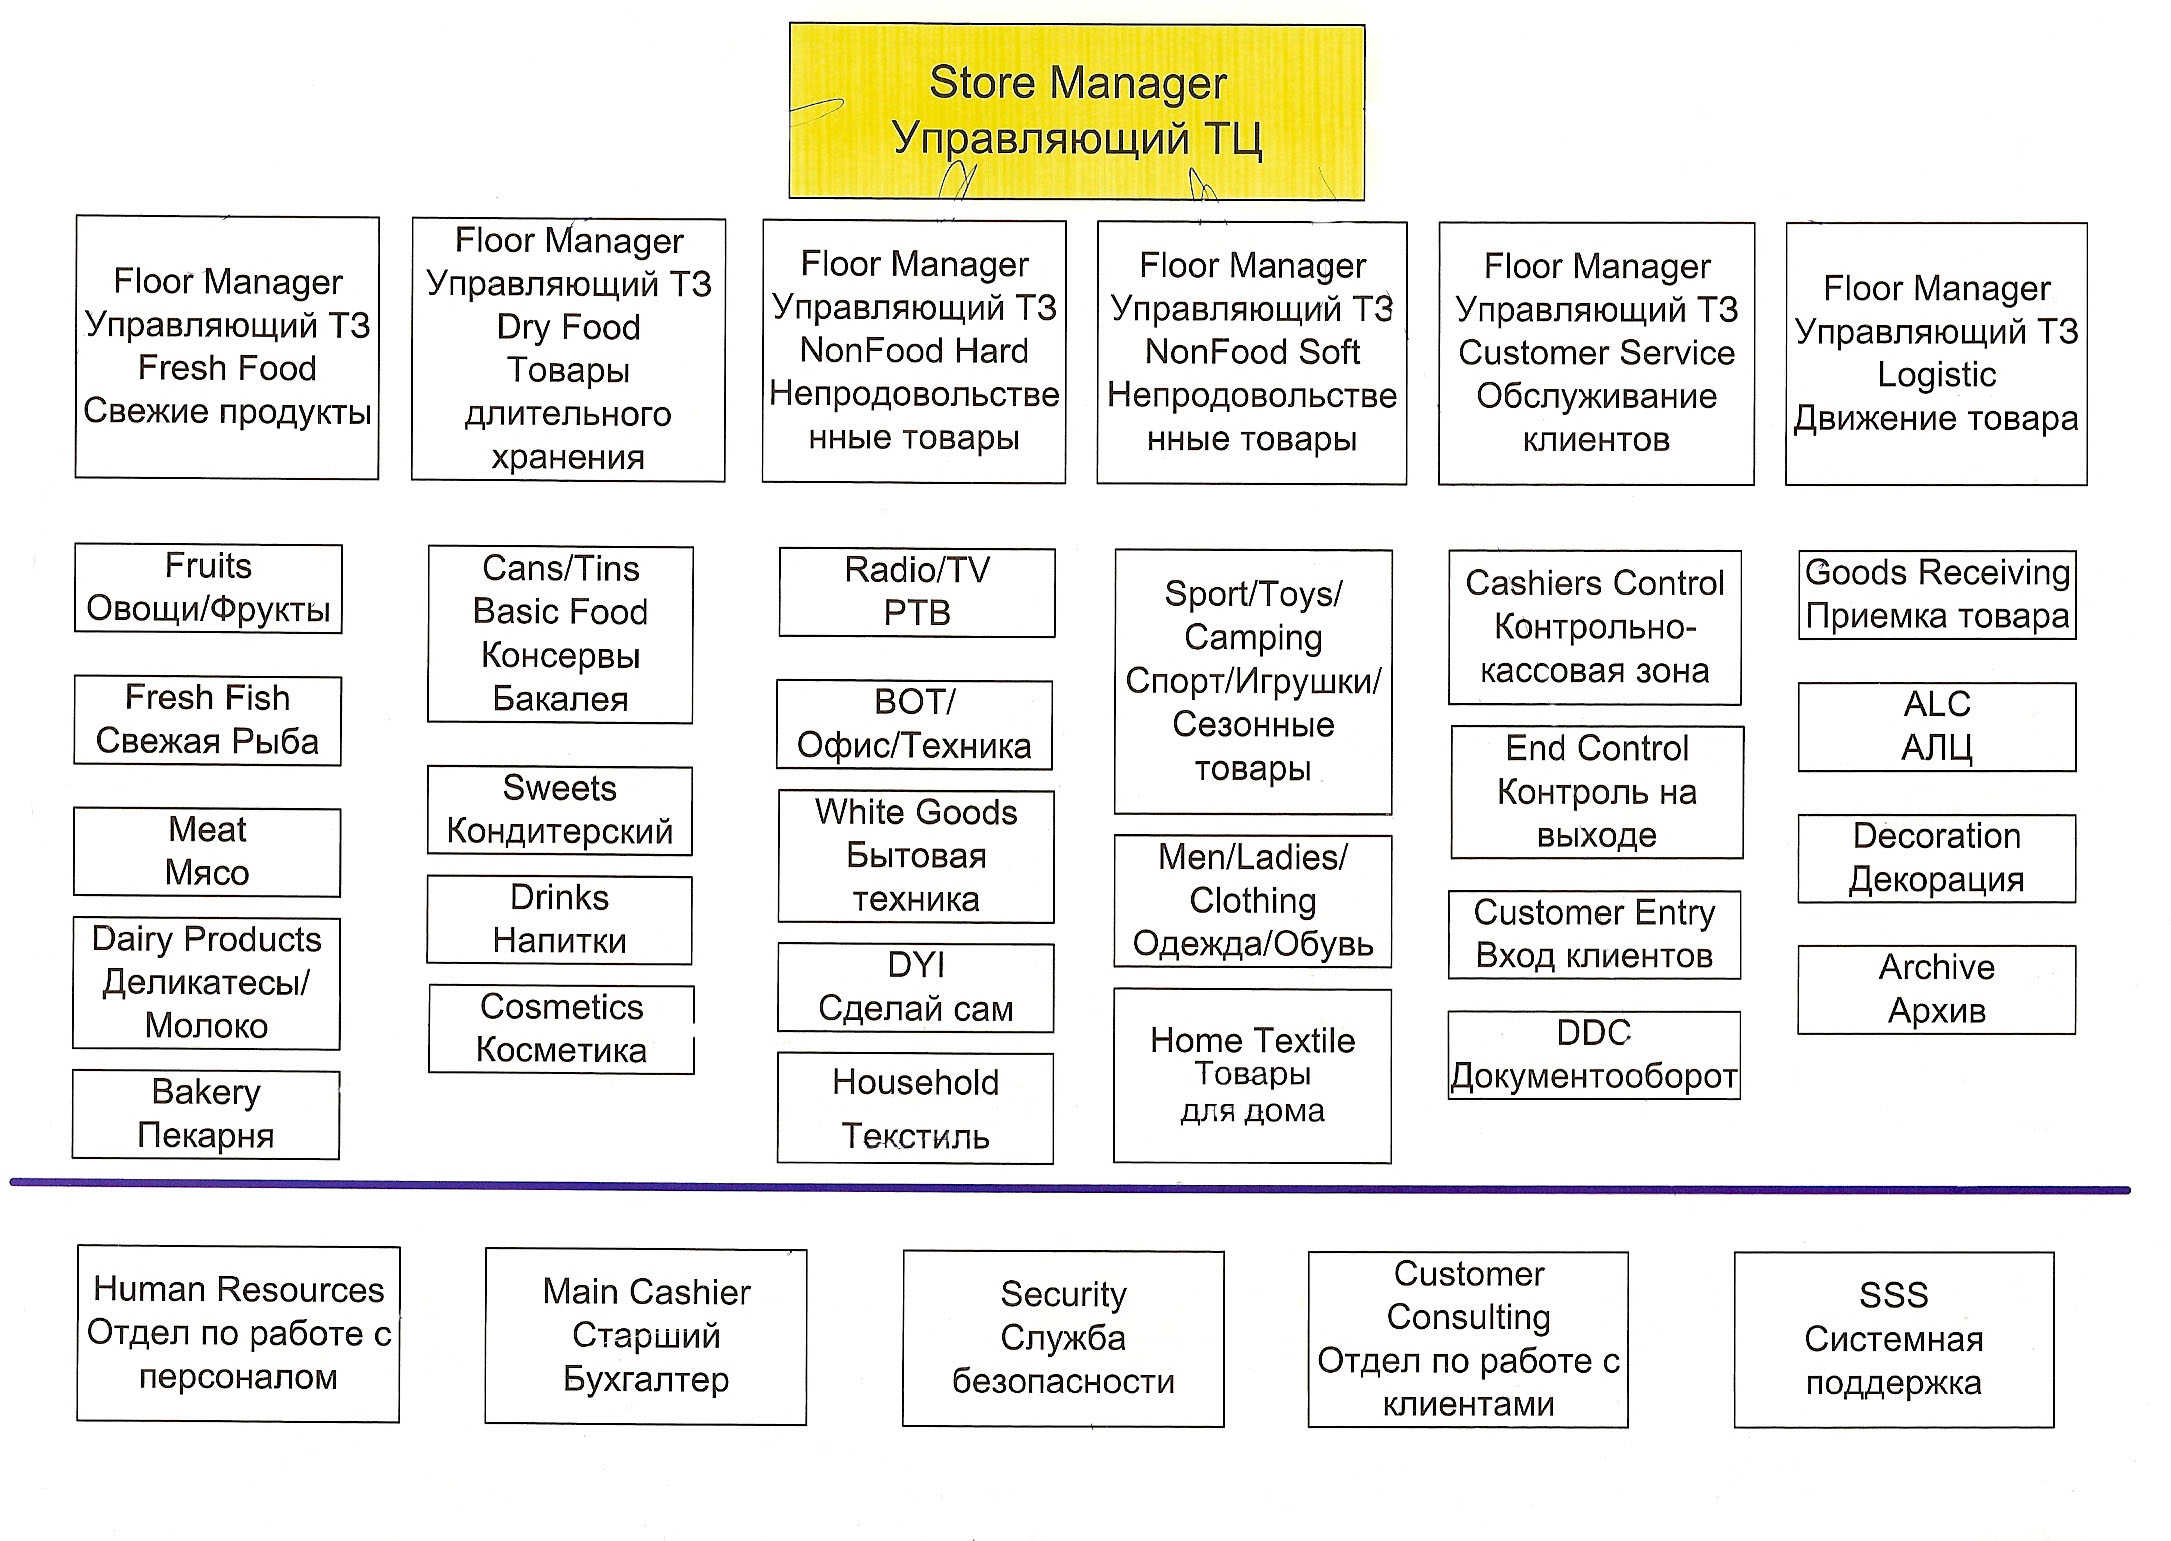 Store Manager
Управляющий ТЦ
Floor Manager
Управляющий ТЗ
Fresh Food
Свежие продукты
Floor Manager
Управляющий ТЗ
Dry Food
Товары
длительного
хранения
Floor Manager
Управляющий ТЗ
NonFood Hard
Непродовольстве
нные товары
Floor Manager
Управляющий ТЗ
NonFood Soft
Непродовольстве
нные товары
Floor Manager
Управляющий ТЗ
Customer Service
Обслуживание
клиентов
Floor Manager
Управляющий ТЗ
Logistic
Движение товара
Fruits
Овощи/Фрукты
Fresh Fish
Свежая Рыба
Meat
Мясо
Dairy Products
Деликатесы/
Молоко
Bakery
Пекарня
Cans/Tins
Basic Food
Консервы
Бакалея
Sweets
Кондитерский
Drinks
Напитки
Cosmetics
Косметика
Radio/TV
РТВ
BOT/
Офис/Техника
White Goods
Бытовая
техника
DYI
Сделай сам
Household
Текстиль
Sport/Toys/
Camping
Спорт/Игрушки/
Сезонные
товары
Men/Ladies/
Clothing
Одежда/Обувь
Home Textile
Товары
для дома
Cashiers Control
Контрольно-
кассовая зона
End Control
Контроль на
выходе
Customer Entry
Вход клиентов
DDC
Документооборот
Goods Receiving
Приемка товара
ALC
АЛЦ
Decoration
Декорация
Archive
Архив
Human Resources
Отдел по работе с
персоналом
Main Cashier
Старший
Бухгалтер
Security
Служба
безопасности
Customer
Consulting
Отдел по работе с
клиентами
SSS
Системная
поддержка